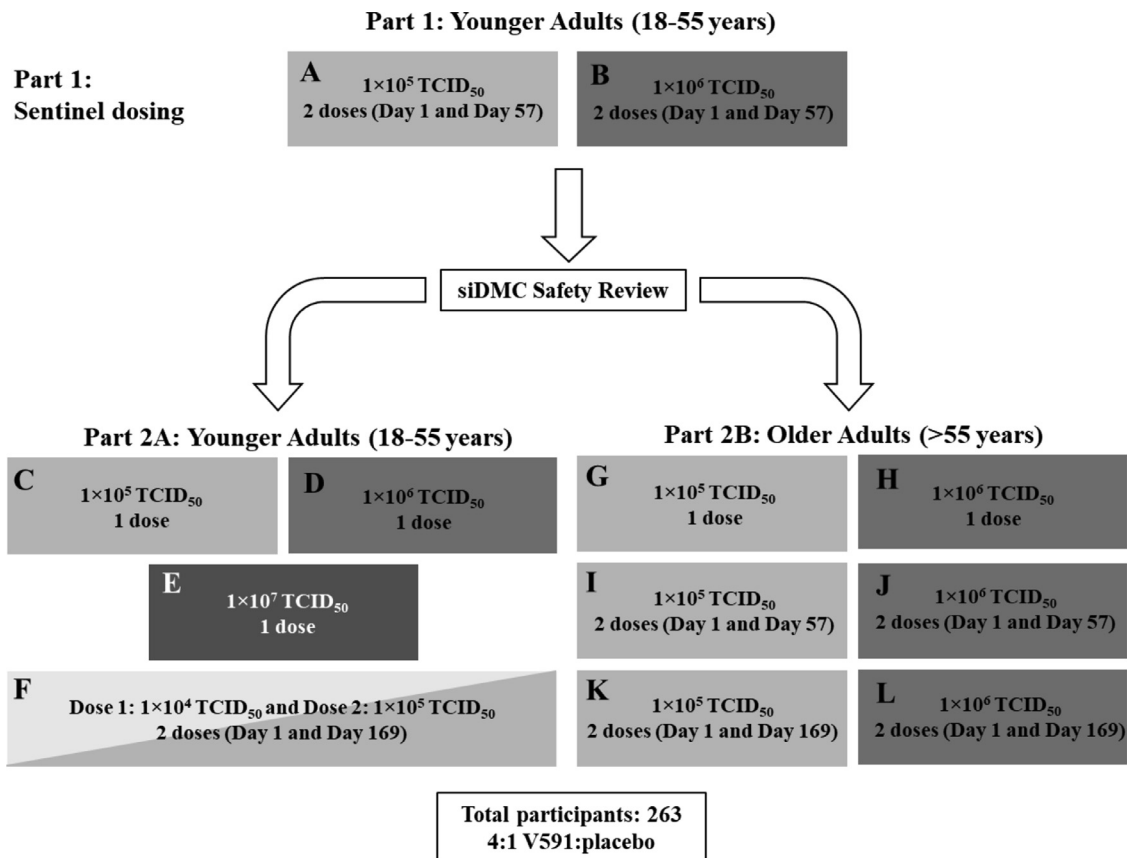 Part 1: Younger Adults (18-55 years)
Part 1:
Sentinel dosing
A
1×10⁵ TCID₅₀
2 doses (Day 1 and Day 57)
B
1×10⁶ TCID₅₀
2 doses (Day 1 and Day 57)
siDMC Safety Review
Part 2A: Younger Adults (18-55 years)
C
1×10⁵ TCID₅₀
1 dose
D
1×10⁶ TCID₅₀
1 dose
E
1×10⁷ TCID₅₀
1 dose
F
Dose 1: 1×10⁴ TCID₅₀ and Dose 2: 1×10⁵ TCID₅₀
2 doses (Day 1 and Day 169)
Part 2B: Older Adults (>55 years)
G
1×10⁵ TCID₅₀
1 dose
H
1×10⁶ TCID₅₀
1 dose
I
1×10⁵ TCID₅₀
2 doses (Day 1 and Day 57)
J
1×10⁶ TCID₅₀
2 doses (Day 1 and Day 57)
K
1×10⁵ TCID₅₀
2 doses (Day 1 and Day 169)
L
1×10⁶ TCID₅₀
2 doses (Day 1 and Day 169)
Total participants: 263
4:1 V591:placebo